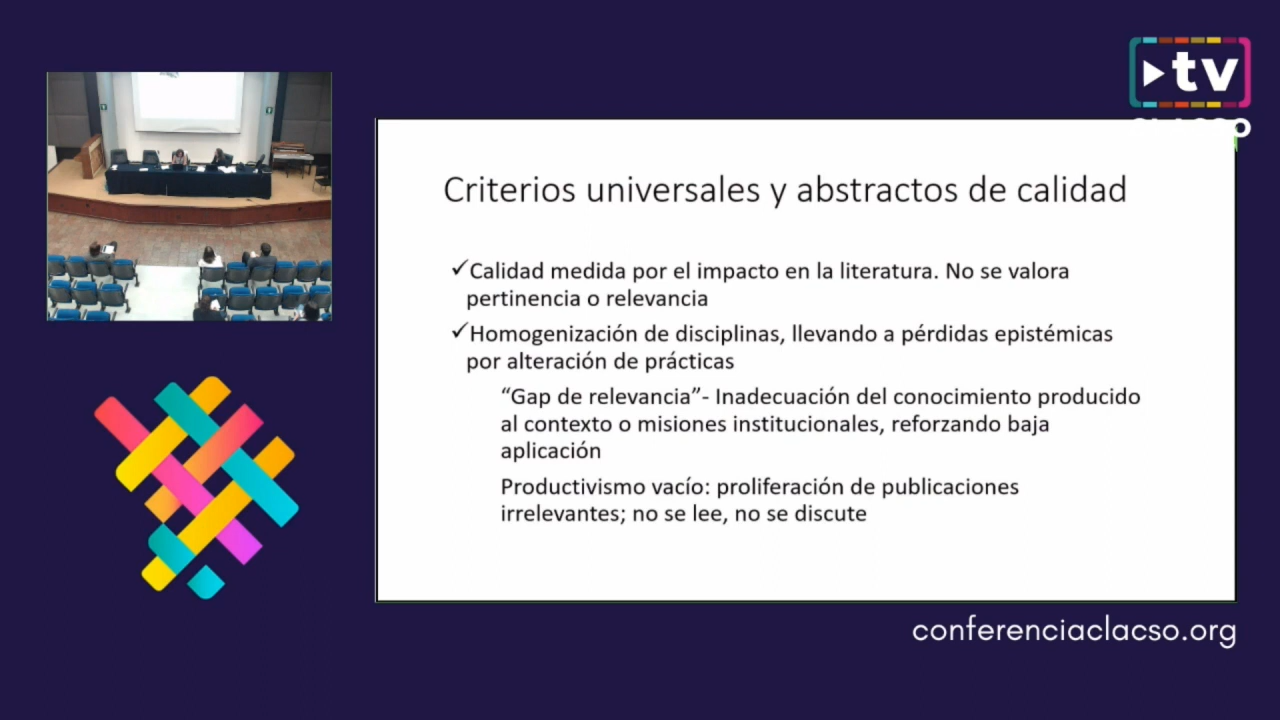 tv
Criterios universales y abstractos de calidad
✓Calidad medida por el impacto en la literatura. No se valora
pertinencia o relevancia
✓Homogenización de disciplinas, llevando a pérdidas epistémicas
por alteración de prácticas
“Gap de relevancia”- Inadecuación del conocimiento producido
al contexto o misiones institucionales, reforzando baja
aplicación
Productivismo vacío: proliferación de publicaciones
irrelevantes; no se lee, no se discute
conferenciaclacso.org